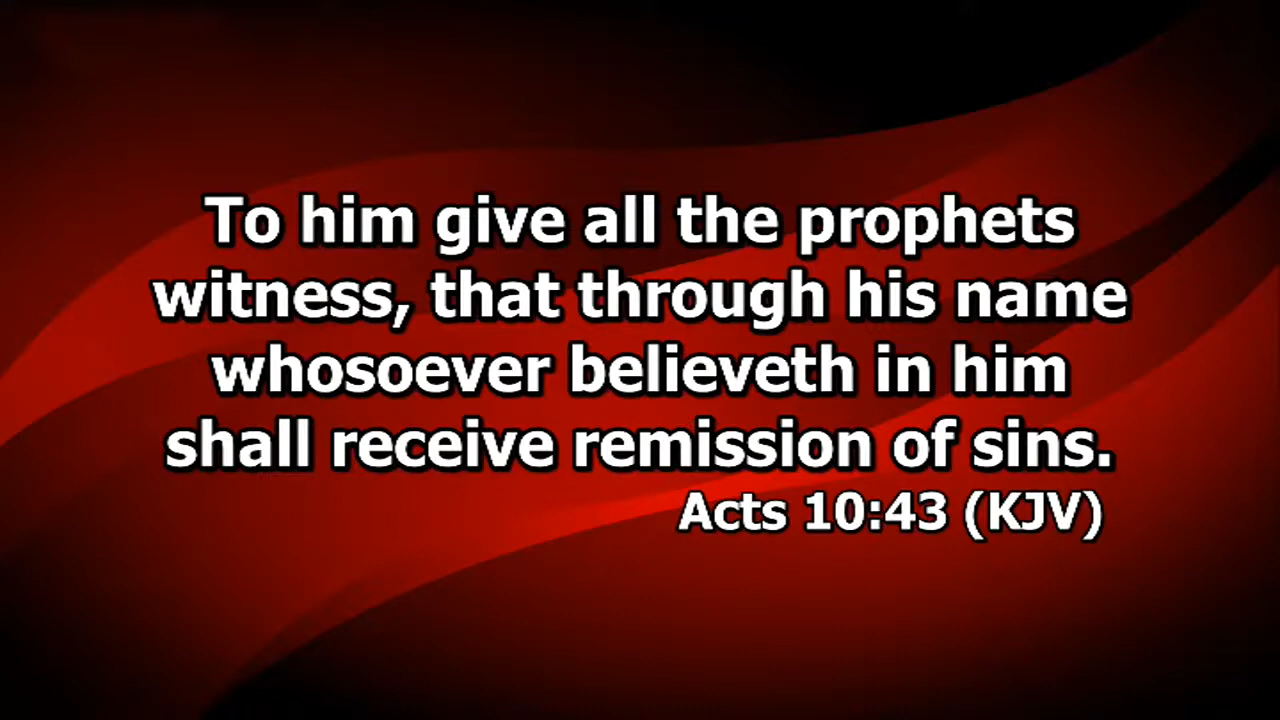 To him give all the prophets
witness, that through his name
whosoever believeth in him
shall receive remission of sins.
Acts 10:43 (KJV)